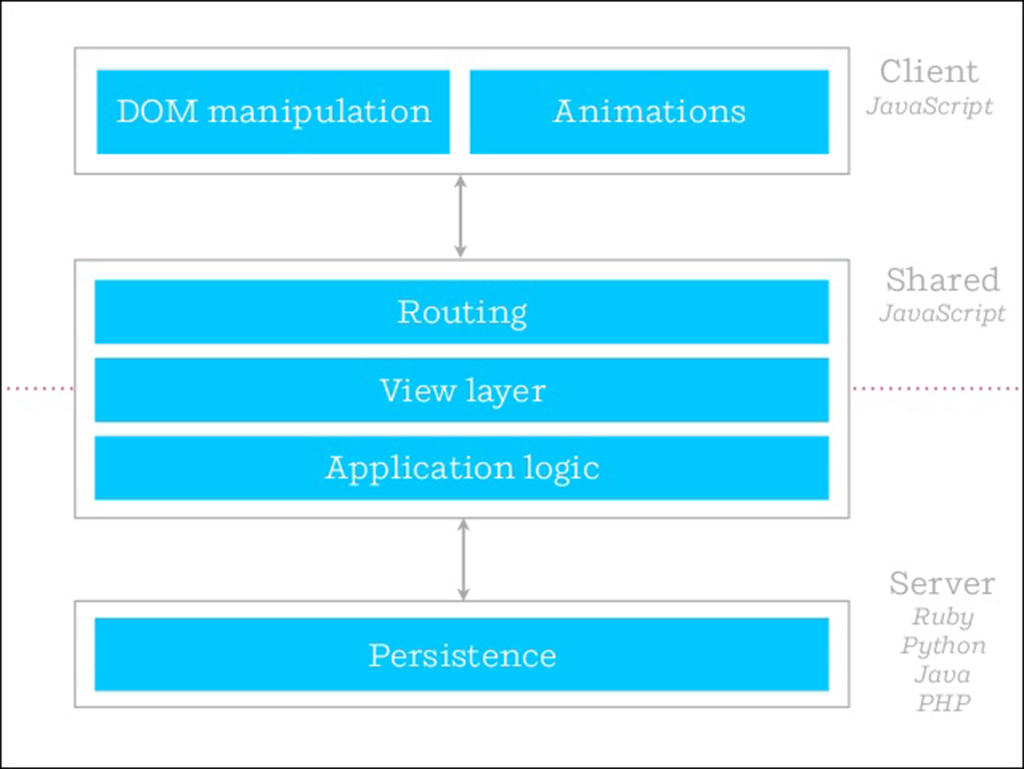 DOM manipulation
Animations
Client
JavaScript
Routing
View layer
Application logic
Shared
JavaScript
Persistence
Server
Ruby
Python
Java
PHP